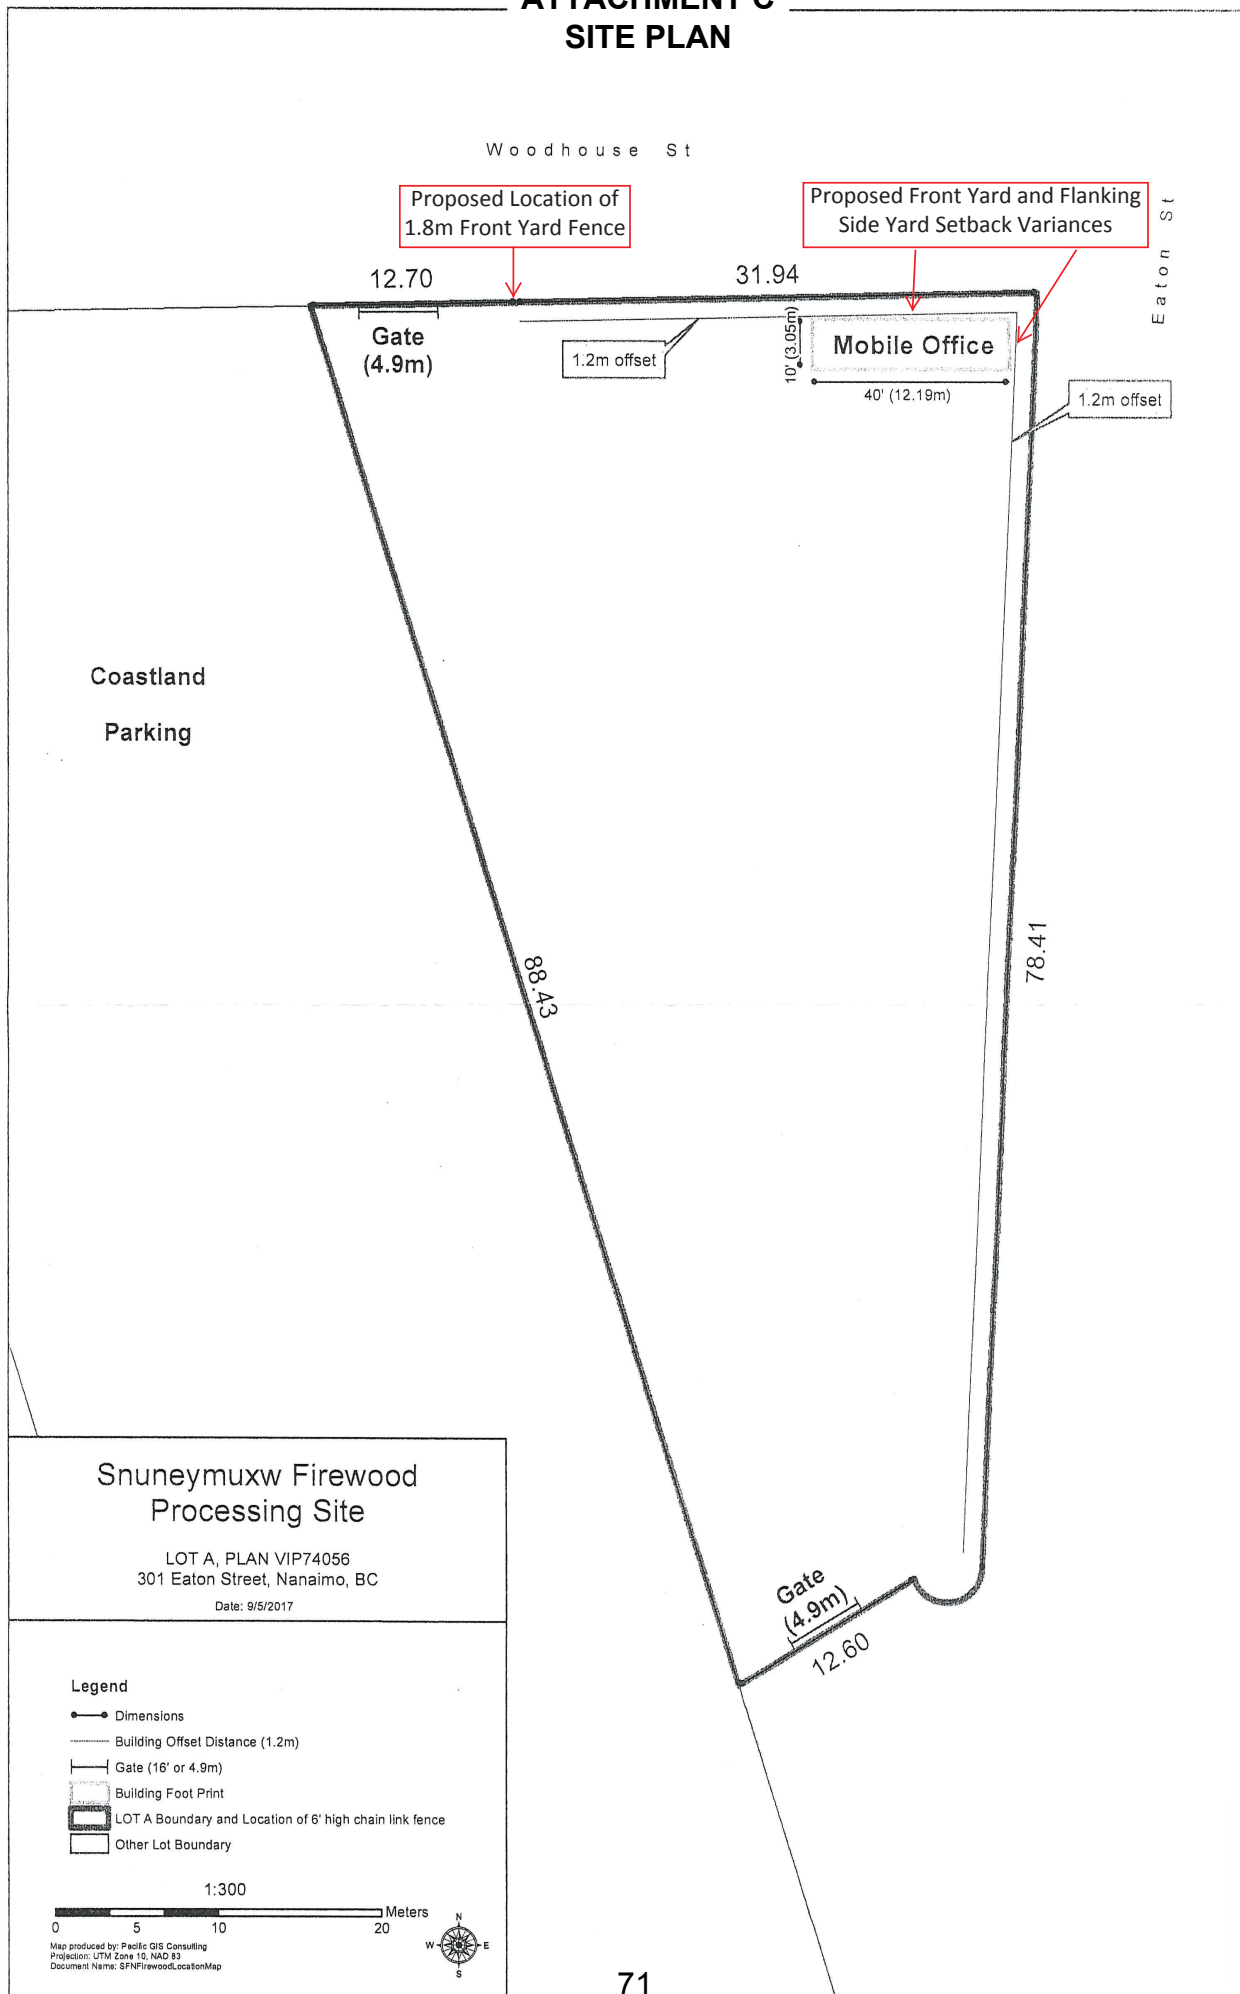 ATTACHMENT C
SITE PLAN
Woodhouse St
Eaton St
Proposed Location of
1.8m Front Yard Fence
Proposed Front Yard and Flanking
Side Yard Setback Variances
12.70
31.94
Gate
(4.9m)
1.2m offset
10' (3.05m)
Mobile Office
40' (12.19m)
1.2m offset
Coastland
Parking
88.43
78.41
Gate
(4.9m)
12.60
Snuneymuxw Firewood
Processing Site
LOT A, PLAN VIP74056
301 Eaton Street, Nanaimo, BC
Date: 9/5/2017
Legend
Dimensions
Building Offset Distance (1.2m)
Gate (16' or 4.9m)
Building Foot Print
LOT A Boundary and Location of 6' high chain link fence
Other Lot Boundary
1:300
Meters
0 5 10 20
Map produced by: Pacific GIS Consulting
Projection: UTM Zone 10, NAD 83
Document Name: SFNFirewoodLocationMap
N
W E
S
71